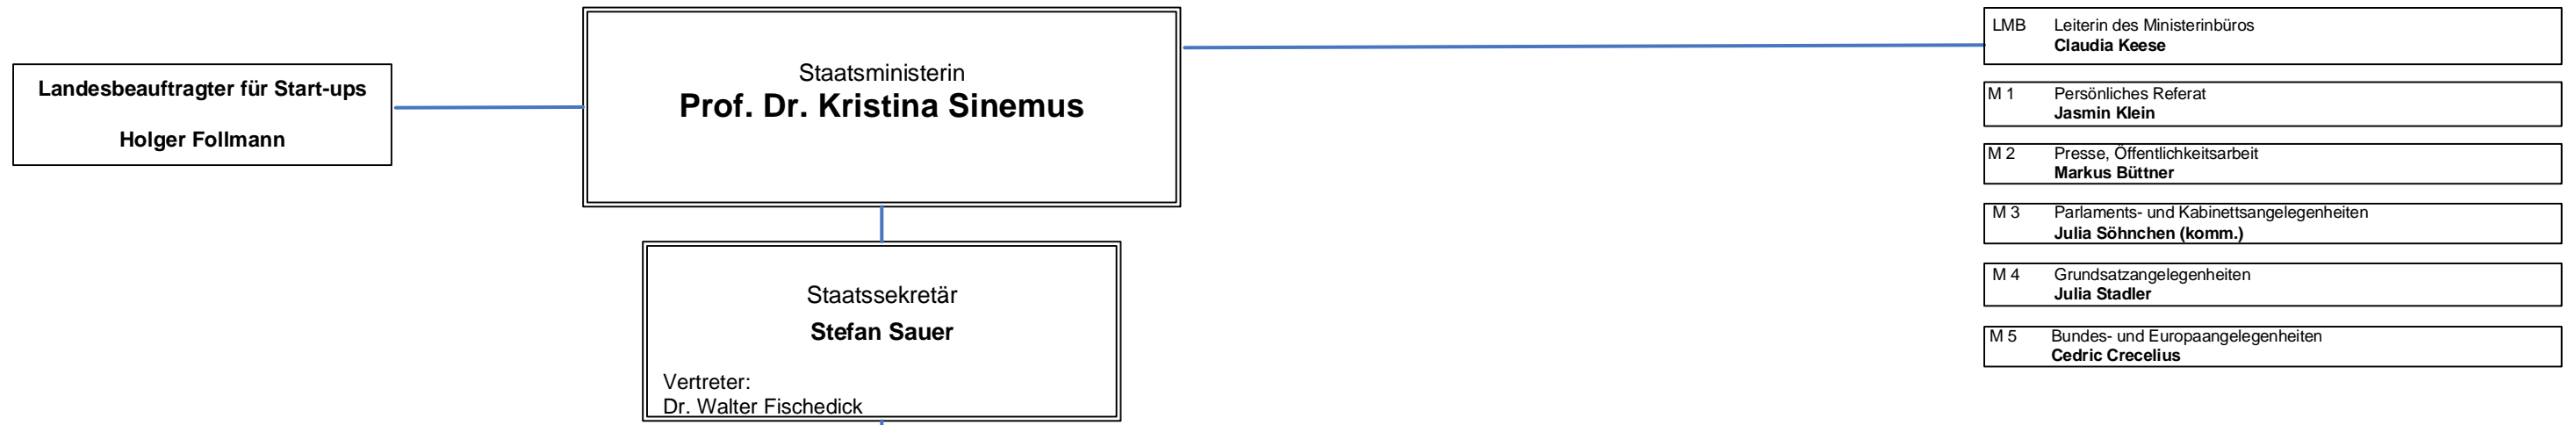 Landesbeauftragter für Start-ups
Holger Follmann
Staatsministerin
Prof. Dr. Kristina Sinemus
Staatssekretär
Stefan Sauer
Vertreter:
Dr. Walter Fischedick
LMB Leiterin des Ministerinbüros
Claudia Keese
M 1 Persönliches Referat
Jasmin Klein
M 2 Presse, Öffentlichkeitsarbeit
Markus Büttner
M 3 Parlaments- und Kabinettsangelegenheiten
Julia Söhnchen (komm.)
M 4 Grundsatzangelegenheiten
Julia Stadler
M 5 Bundes- und Europaangelegenheiten
Cedric Crecelius